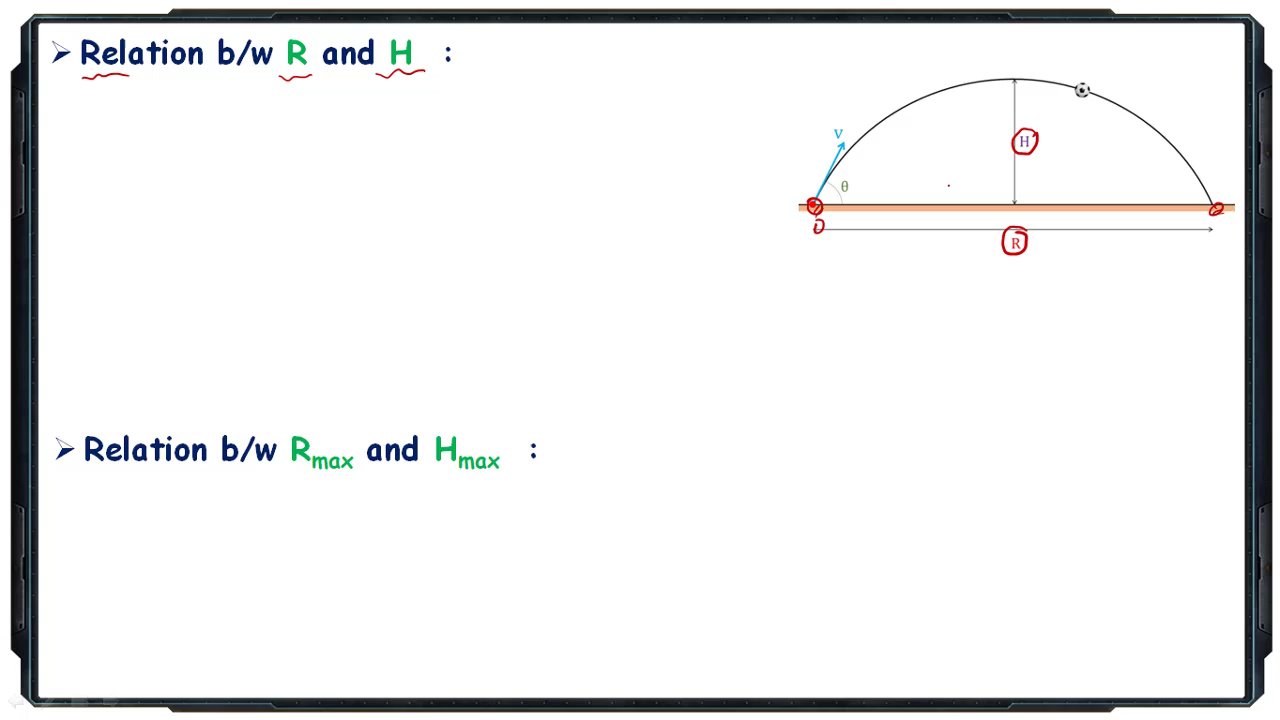 ➢ Relation b/w R and H :
v
H
θ
O
R
➢ Relation b/w Rmax and Hmax :